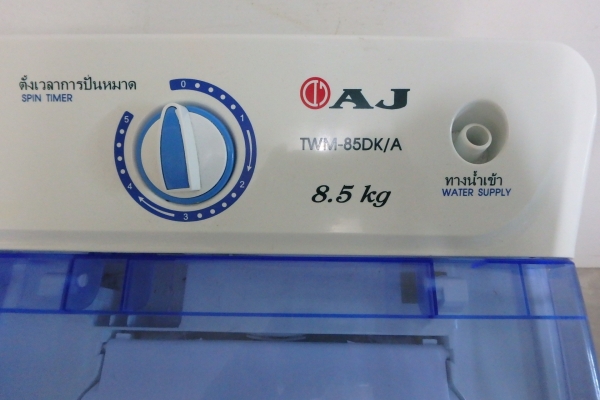 ตั้งเวลาการปั่นหมาด
SPIN TIMER
0
1
2
3
4
5
AJ
TWM-85DK/A
8.5 kg
ทางน้ำเข้า
WATER SUPPLY